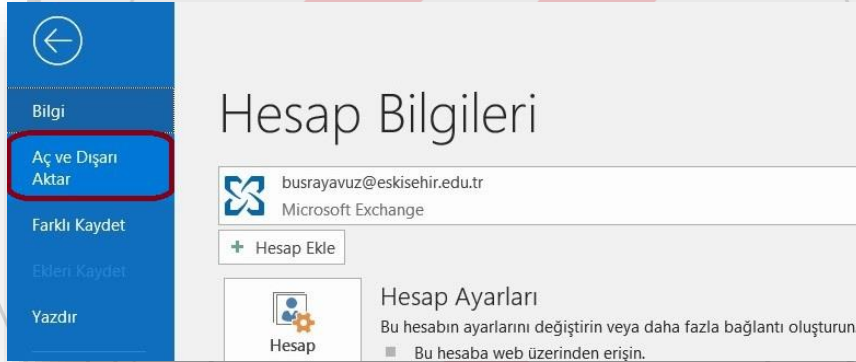 Bilgi
Aç ve Dışarı
Aktar
Farklı Kaydet
Ekleri Kaydet
Yazdır
Hesap Bilgileri
busrayavuz@eskisehir.edu.tr
Microsoft Exchange
+ Hesap Ekle
Hesap
Hesap Ayarları
Bu hesabın ayarlarını değiştirin veya daha fazla bağlantı oluşturun.
Bu hesaba web üzerinden erişin.